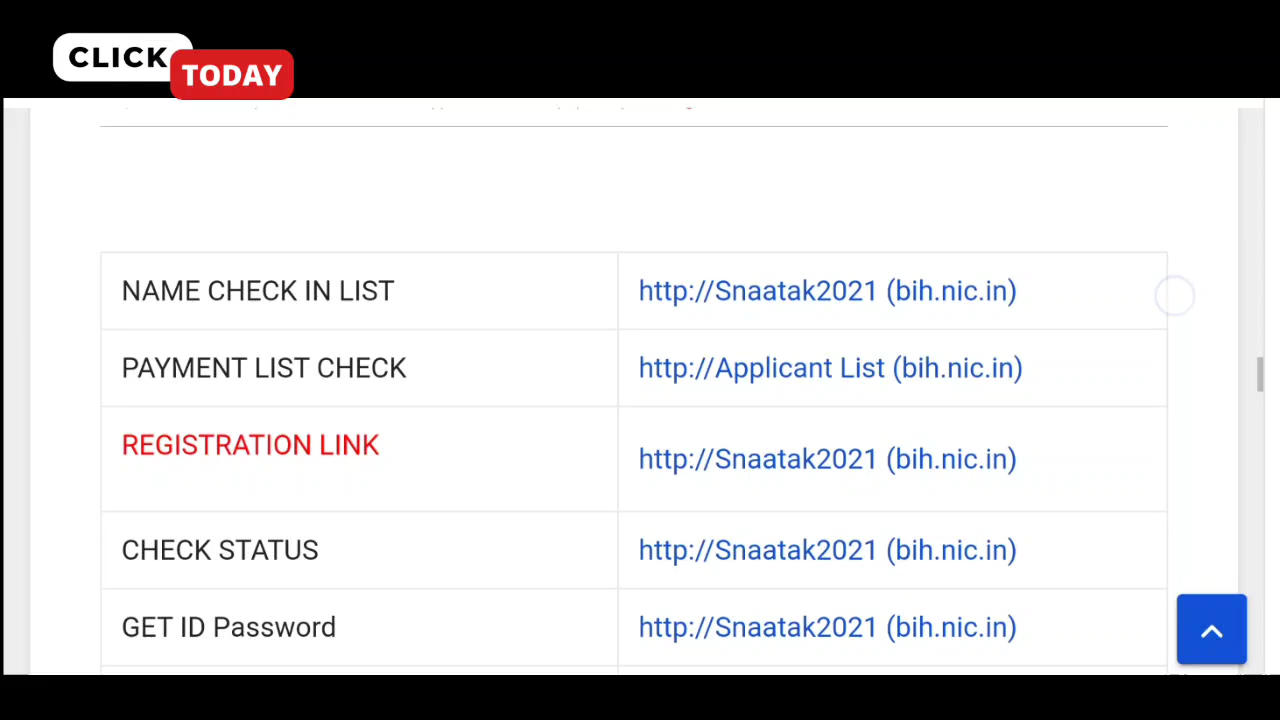 CLICK
TODAY
NAME CHECK IN LIST
http://Snaatak2021 (bih.nic.in)
PAYMENT LIST CHECK
http://Applicant List (bih.nic.in)
REGISTRATION LINK
http://Snaatak2021 (bih.nic.in)
CHECK STATUS
http://Snaatak2021 (bih.nic.in)
GET ID Password
http://Snaatak2021 (bih.nic.in)